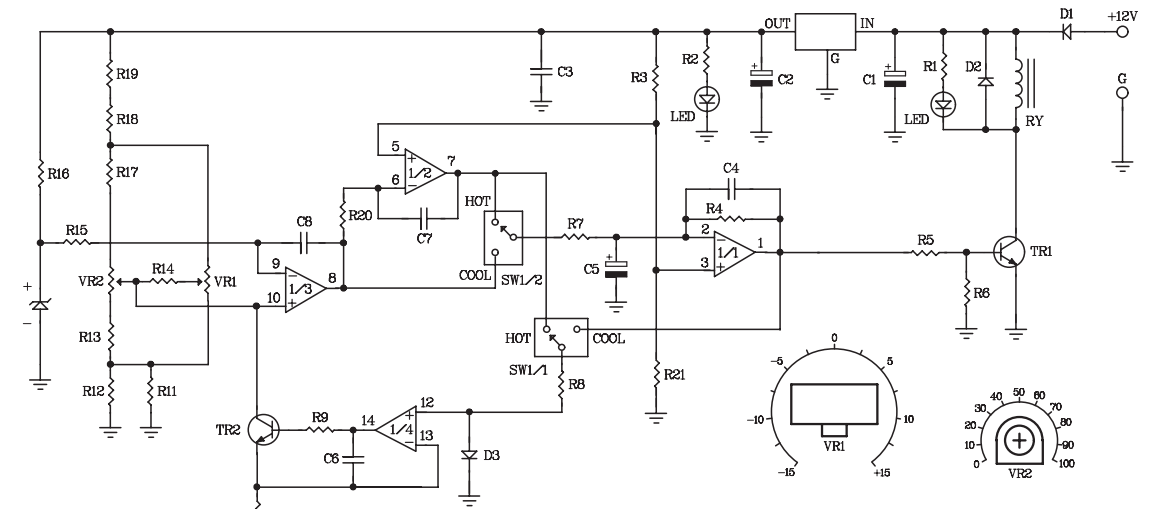 D1
+12V
OUT
IN
G
R19
C3
R3
R2
C2
C1
R1
D2
G
LED
LED
RY
R18
R16
R17
5
+
7
1/2
6
−
C4
HOT
R20
C7
R4
R15
C8
R7
2
−
1
1/1
3
+
R5
TR1
COOL
SW1/2
C5
9
−
8
1/3
10
+
VR2
R14
VR1
R6
+
−
R13
HOT
COOL
SW1/1
R12
R11
R8
R21
12
+
14
1/4
13
−
R9
TR2
C6
D3
-15
-10
-5
0
5
10
+15
VR1
0
10
20
30
40
50
60
70
80
90
100
VR2